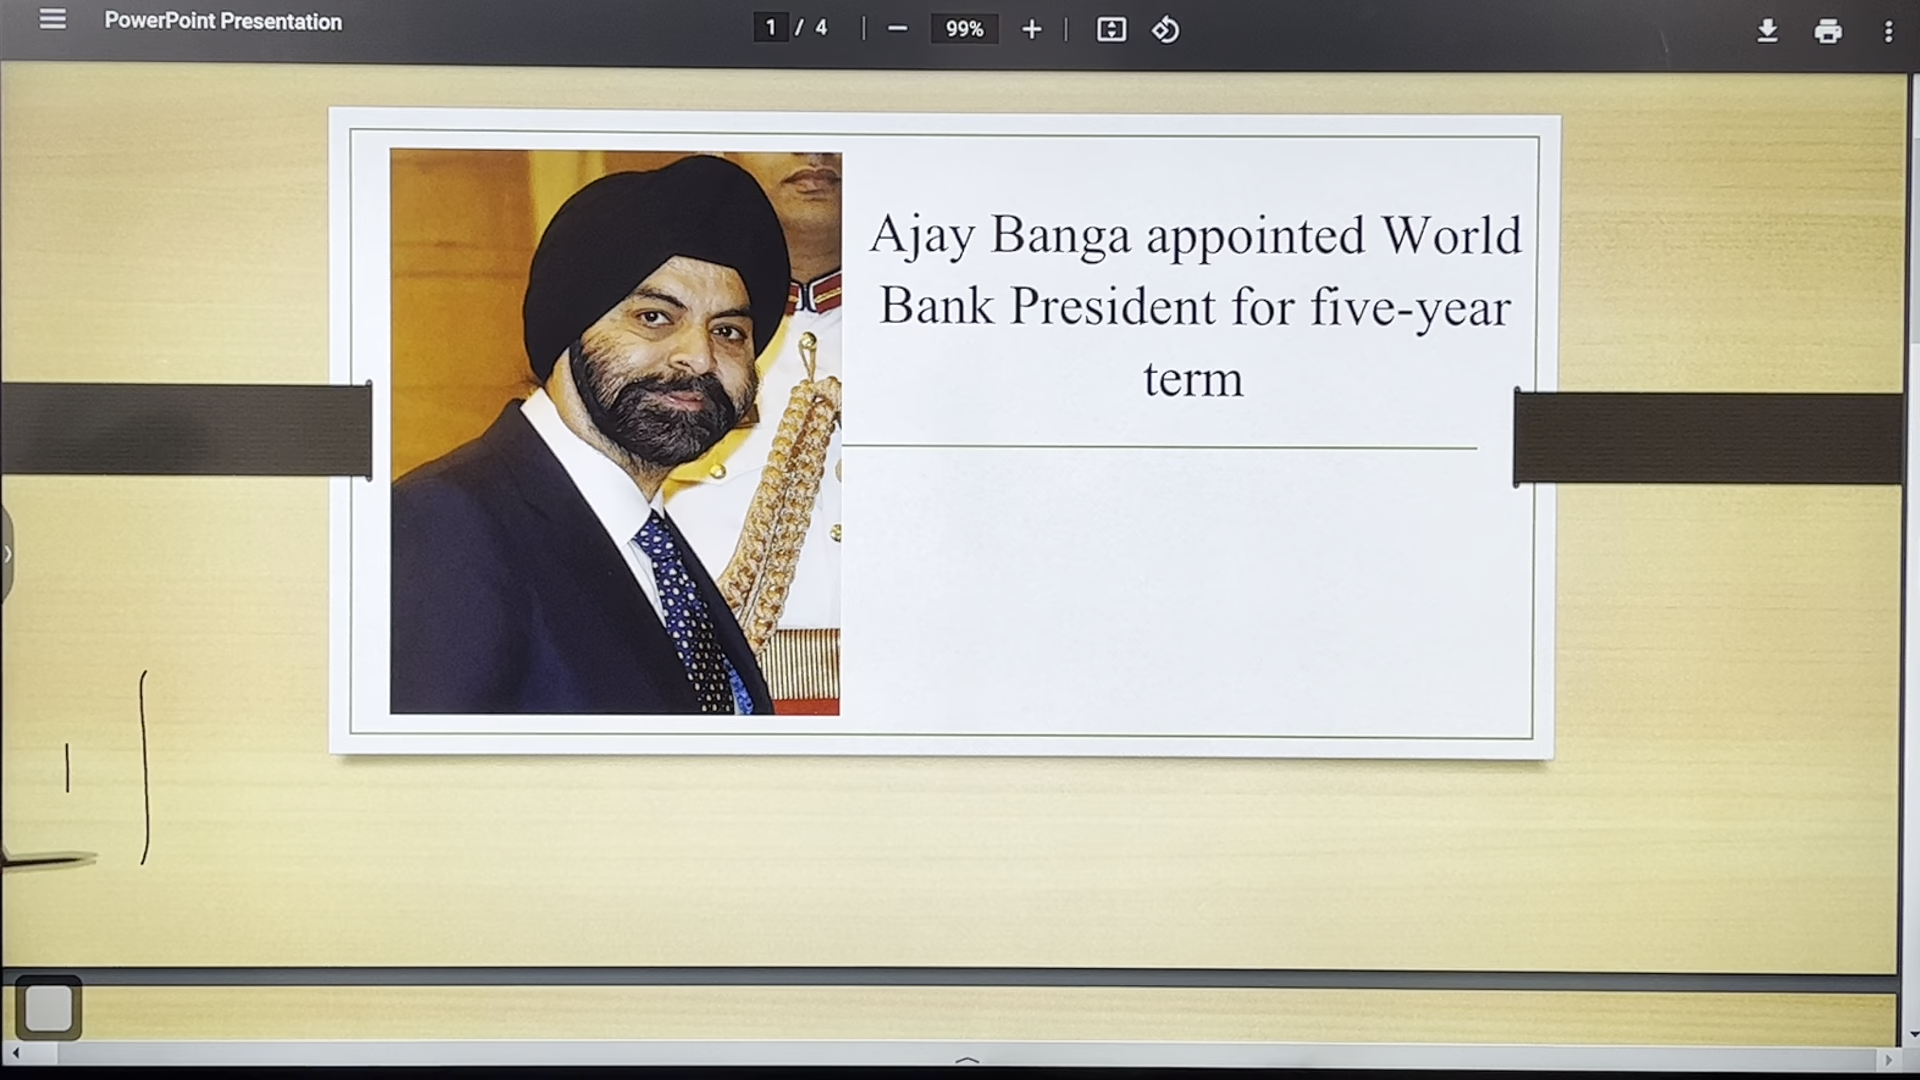 PowerPoint Presentation
1 / 4
99%
Ajay Banga appointed World
Bank President for five-year
term